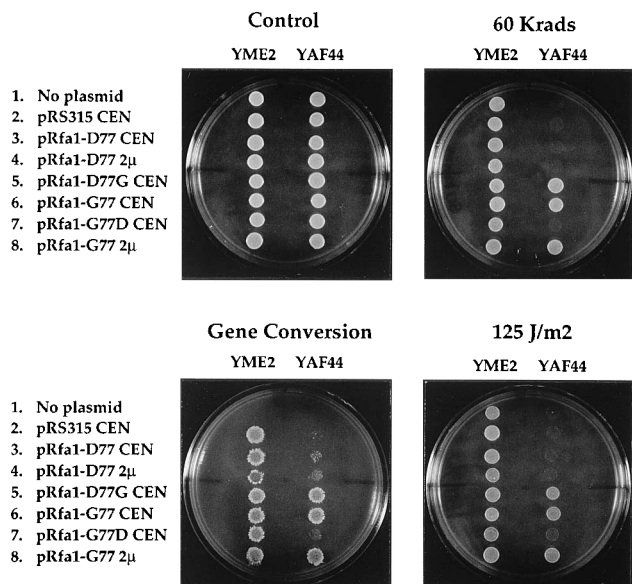 Control
60 Krads
YME2 YAF44
YME2 YAF44
1. No plasmid
2. pRS315 CEN
3. pRfa1-D77 CEN
4. pRfa1-D77 2μ
5. pRfa1-D77G CEN
6. pRfa1-G77 CEN
7. pRfa1-G77D CEN
8. pRfa1-G77 2μ
Gene Conversion
125 J/m2
YME2 YAF44
YME2 YAF44
1. No plasmid
2. pRS315 CEN
3. pRfa1-D77 CEN
4. pRfa1-D77 2μ
5. pRfa1-D77G CEN
6. pRfa1-G77 CEN
7. pRfa1-G77D CEN
8. pRfa1-G77 2μ